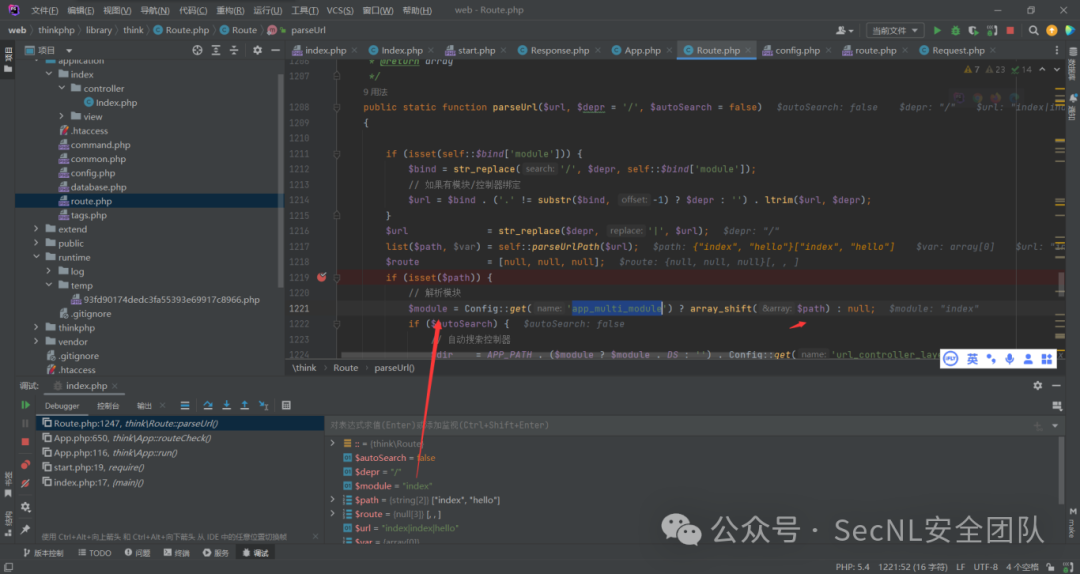 文件(F) 编辑(E) 视图(V) 导航(N) 代码(C) 重构(R) 运行(U) 工具(T) VCS(S) 窗口(W) 帮助(H) web - Route.php
web thinkphp library think Route.php Route parseUrl 当前文件
项目 index.php Index.php start.php Response.php App.php Route.php config.php route.php Request.php
application
index
controller
Index.php
view
.htaccess
command.php
common.php
config.php
database.php
route.php
tags.php
extend
public
runtime
log
temp
93fd90174dedc3fa55393e69917c8966.php
.gitignore
thinkphp
vendor
.gitignore
.htaccess
1206 * @return array
7 23 14
1207 */
9 用法
1208 public static function parseUrl($url, $depr = '/', $autoSearch = false) $autoSearch: false $depr: "/"
1209 {
1210
1211 if (isset(self::$bind['module'])) {
1212 $bind = str_replace( search: '/', $depr, self::$bind['module']);
1213 // 如果有模块/控制器绑定
1214 $url = $bind . ('.' != substr($bind, offset: -1) ? $depr : '') . ltrim($url, $depr);
1215 }
1216 $url = str_replace($depr, replace: '|', $url); $depr: "/"
1217 list($path, $var) = self::parseUrlPath($url); $path: {"index", "hello"}["index", "hello"] $var: array[0]
1218 $route = [null, null, null]; $route: {null, null, null}[, , ]
1219 if (isset($path)) {
1220 // 解析模块
1221 $module = Config::get( name: 'app_multi_module') ? array_shift( &array: $path) : null; $module: "index"
1222 if ($autoSearch) { $autoSearch: false
1223 // 自动搜索控制器
1224 $dir = APP_PATH . ($module ? $module . DS : '') . Config::get( name:
英
\think Route parseUrl()
调试: index.php
Debugger 控制台 输出
Route.php:1247, think\Route::parseUrl()
App.php:650, think\App::routeCheck()
App.php:116, think\App::run()
start.php:19, require()
index.php:17, {main}()
使用 Ctrl+Alt+向上箭头 和 Ctrl+Alt+向下箭头 从 IDE 中的任意位置切换帧
对表达式求值(Enter)或添加监视(Ctrl+Shift+Enter)
:: = {think\Route}
$autoSearch = false
$depr = "/"
$module = "index"
$path = {string[2]} ["index", "hello"]
$route = {null[3]} [, , ]
$url = "index|index|hello"
$var = {array[0]}
公众号 · SecNL安全团队
版本控制 TODO 问题 终端 服务 调试
PHP: 5.4 1221:52 (16 字符) LF UTF-8 4 个空格